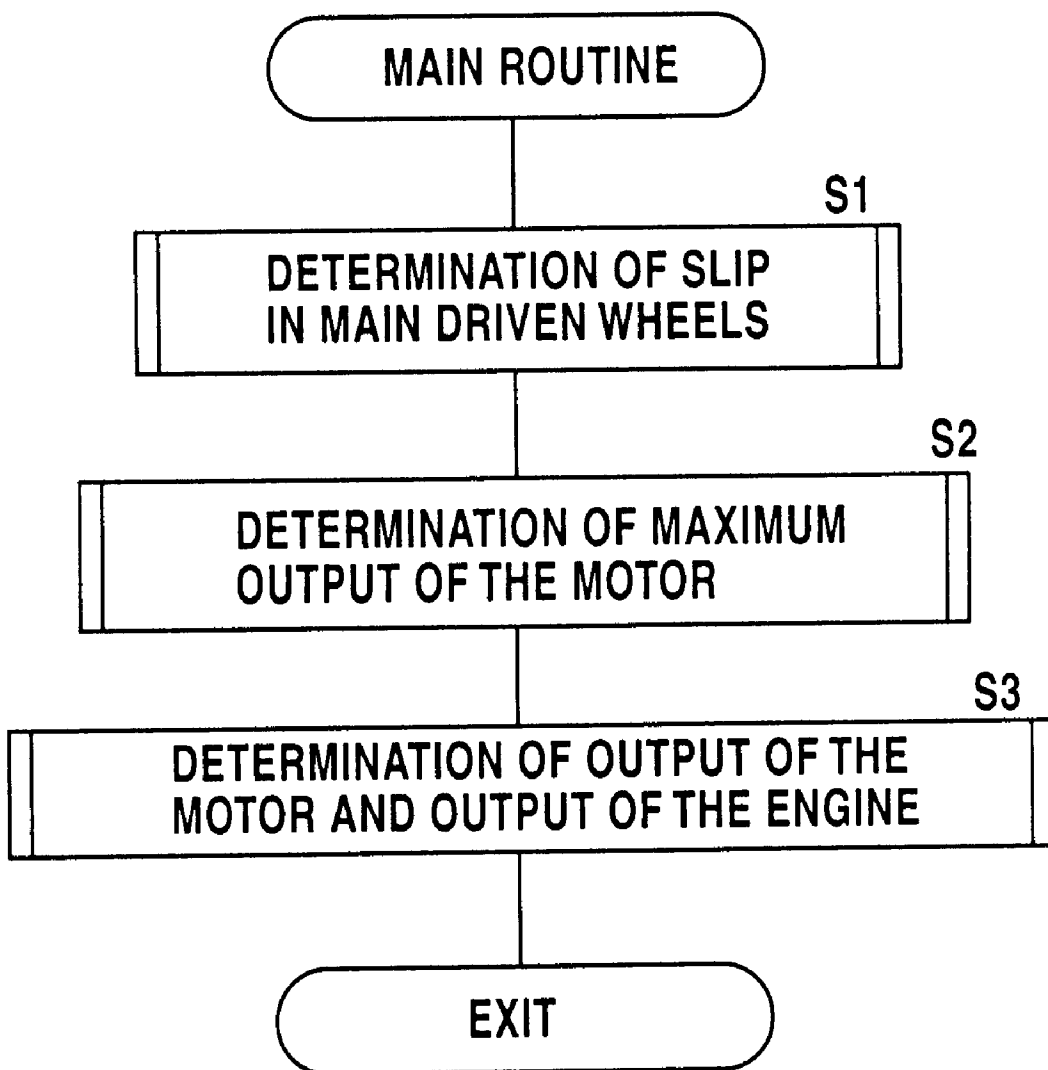 MAIN ROUTINE
S1
DETERMINATION OF SLIP
IN MAIN DRIVEN WHEELS
S2
DETERMINATION OF MAXIMUM
OUTPUT OF THE MOTOR
S3
DETERMINATION OF OUTPUT OF THE
MOTOR AND OUTPUT OF THE ENGINE
EXIT